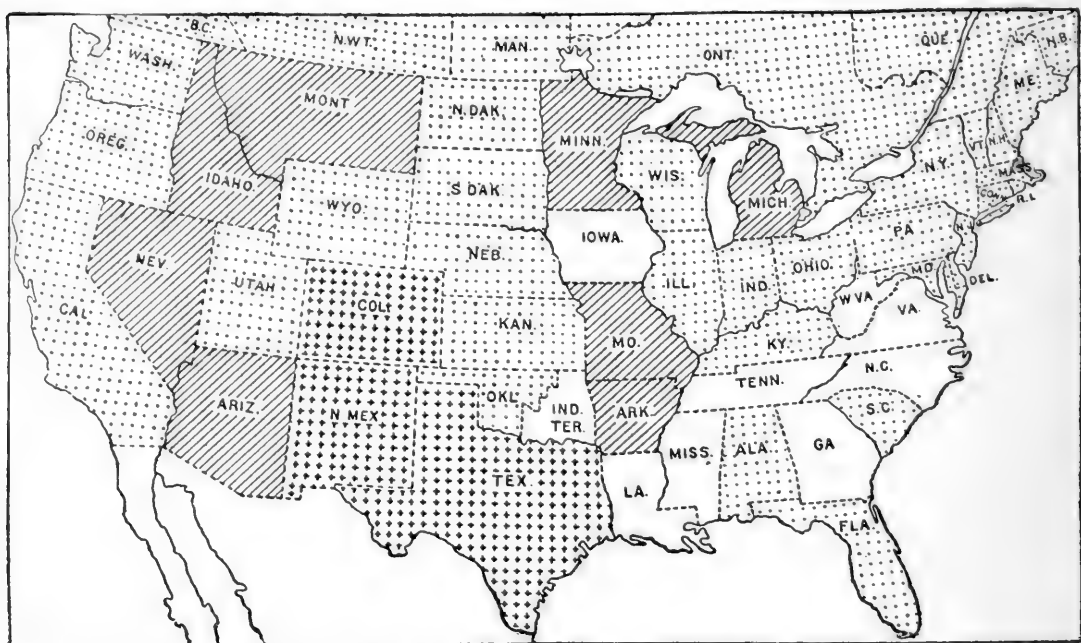 B.C.
N.W.T.
MAN.
ONT.
QUE.
N.B.
WASH.
MONT
N.DAK.
MINN.
ME.
OREG.
IDAHO.
S.DAK
WIS.
MICH.
N.Y.
VT.
N.H.
MASS.
CONN.
R.I.
WYO.
IOWA.
NEB.
PA
N.J.
NEV.
UTAH
COL.
KAN.
ILL.
IND.
OHIO.
MD.
DEL.
W.VA.
VA.
CAL.
MO.
KY.
ARIZ.
N.MEX.
OKL.
IND.
TER.
ARK.
TENN.
N.C.
S.C.
TEX.
LA.
MISS.
ALA.
GA
FLA.